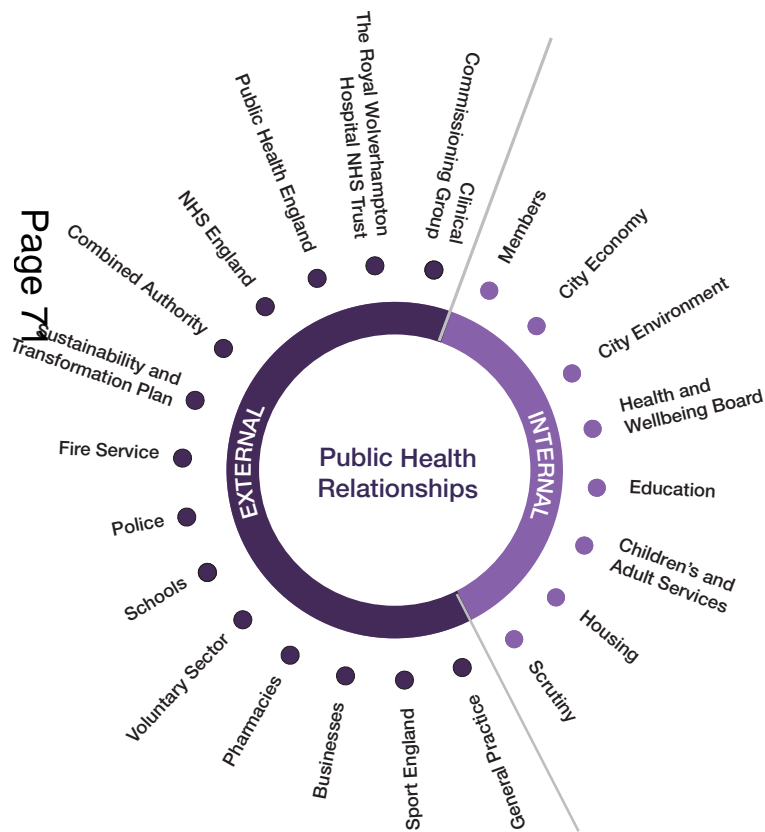 Public Health
Relationships
EXTERNAL
INTERNAL
Clinical
Commissioning Group
The Royal Wolverhampton
Hospital NHS Trust
Public Health England
NHS England
Combined Authority
Sustainability and
Transformation Plan
Fire Service
Police
Schools
Voluntary Sector
Pharmacies
Businesses
Sport England
General Practice
Members
City Economy
City Environment
Health and
Wellbeing Board
Education
Children's and
Adult Services
Housing
Scrutiny
Page 71